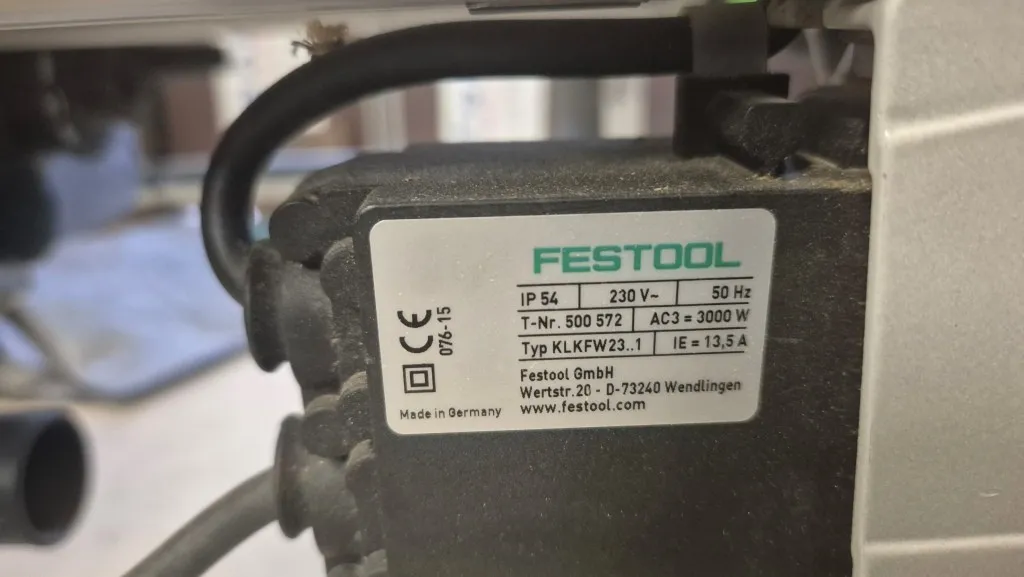 FESTOOL
IP 54 230 V~ 50 Hz
T-Nr. 500 572 AC3 = 3000 W
Typ KLKFW23..1 IE = 13,5 A
Festool GmbH
Wertstr.20 - D-73240 Wendlingen
www.festool.com
CE
076-15
Made in Germany